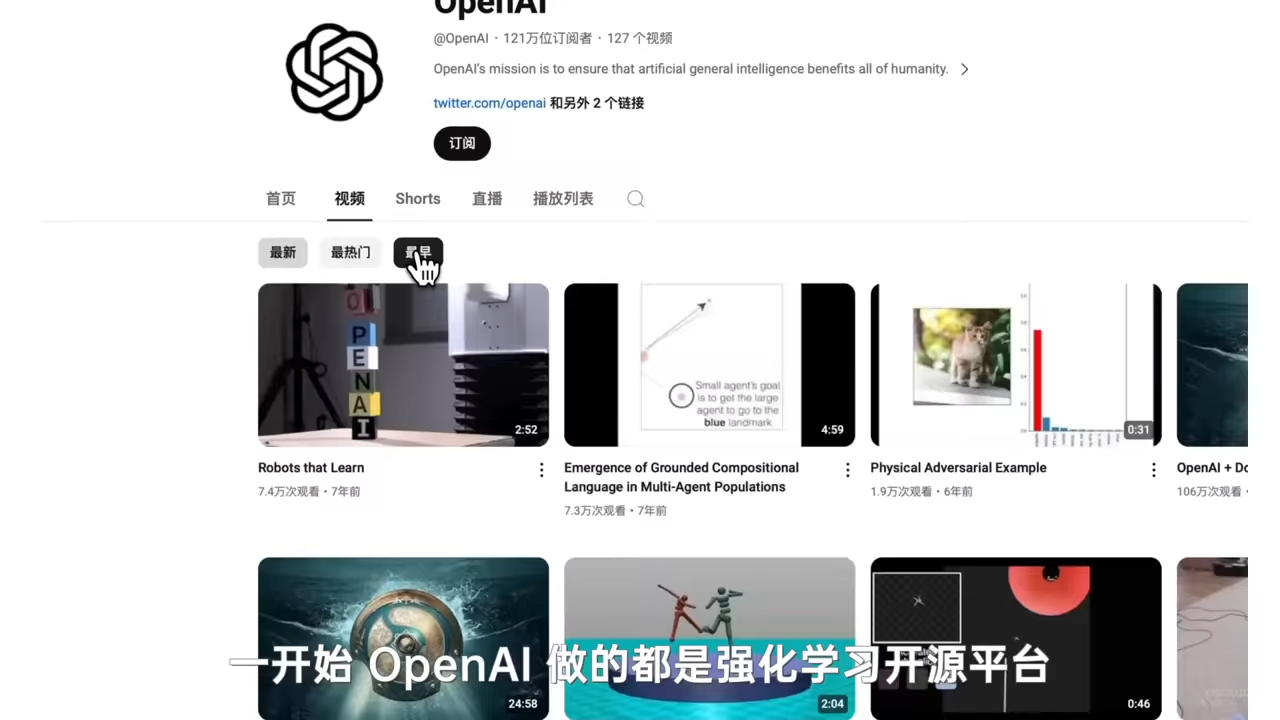 OpenAI
@OpenAI · 121万位订阅者 · 127 个视频
OpenAI's mission is to ensure that artificial general intelligence benefits all of humanity.
twitter.com/openai 和另外 2 个链接
订阅
首页 视频 Shorts 直播 播放列表
最新 最热门 最早
OPENAI
2:52
Small agent's goal
is to get the large
agent to go to the
blue landmark
4:59
0:31
Robots that Learn
7.4万次观看 · 7年前
Emergence of Grounded Compositional
Language in Multi-Agent Populations
7.3万次观看 · 7年前
Physical Adversarial Example
1.9万次观看 · 6年前
OpenAI +
106万次观看 ·
一开始 OpenAI 做的都是强化学习开源平台
24:58
2:04
0:46